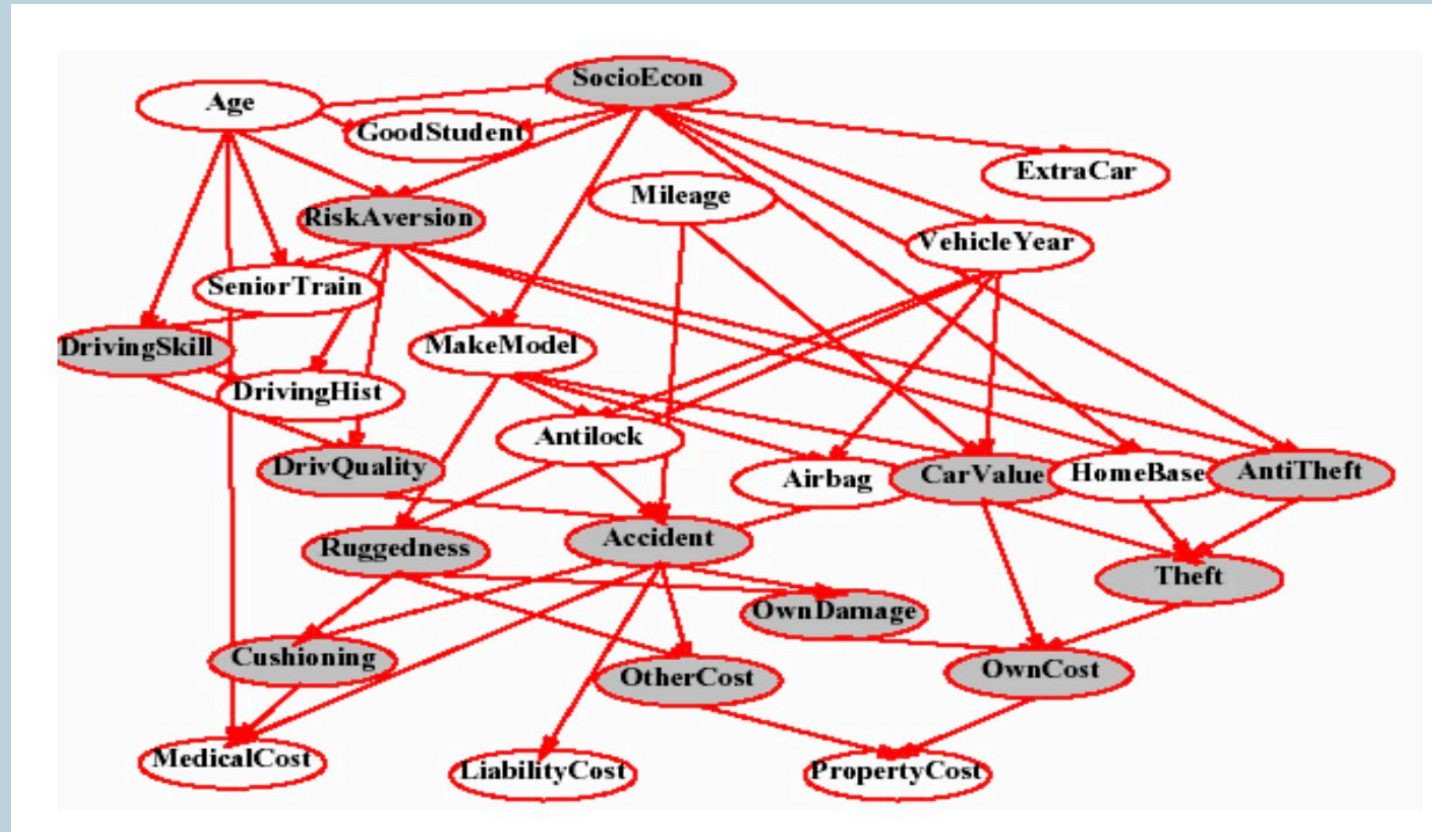 SocioEcon
Age
GoodStudent
ExtraCar
Mileage
RiskAversion
VehicleYear
SeniorTrain
MakeModel
DrivingSkill
DrivingHist
Antilock
DrivQuality
Airbag
CarValue
HomeBase
AntiTheft
Accident
Ruggedness
Theft
OwnDamage
Cushioning
OwnCost
OtherCost
MedicalCost
LiabilityCost
PropertyCost